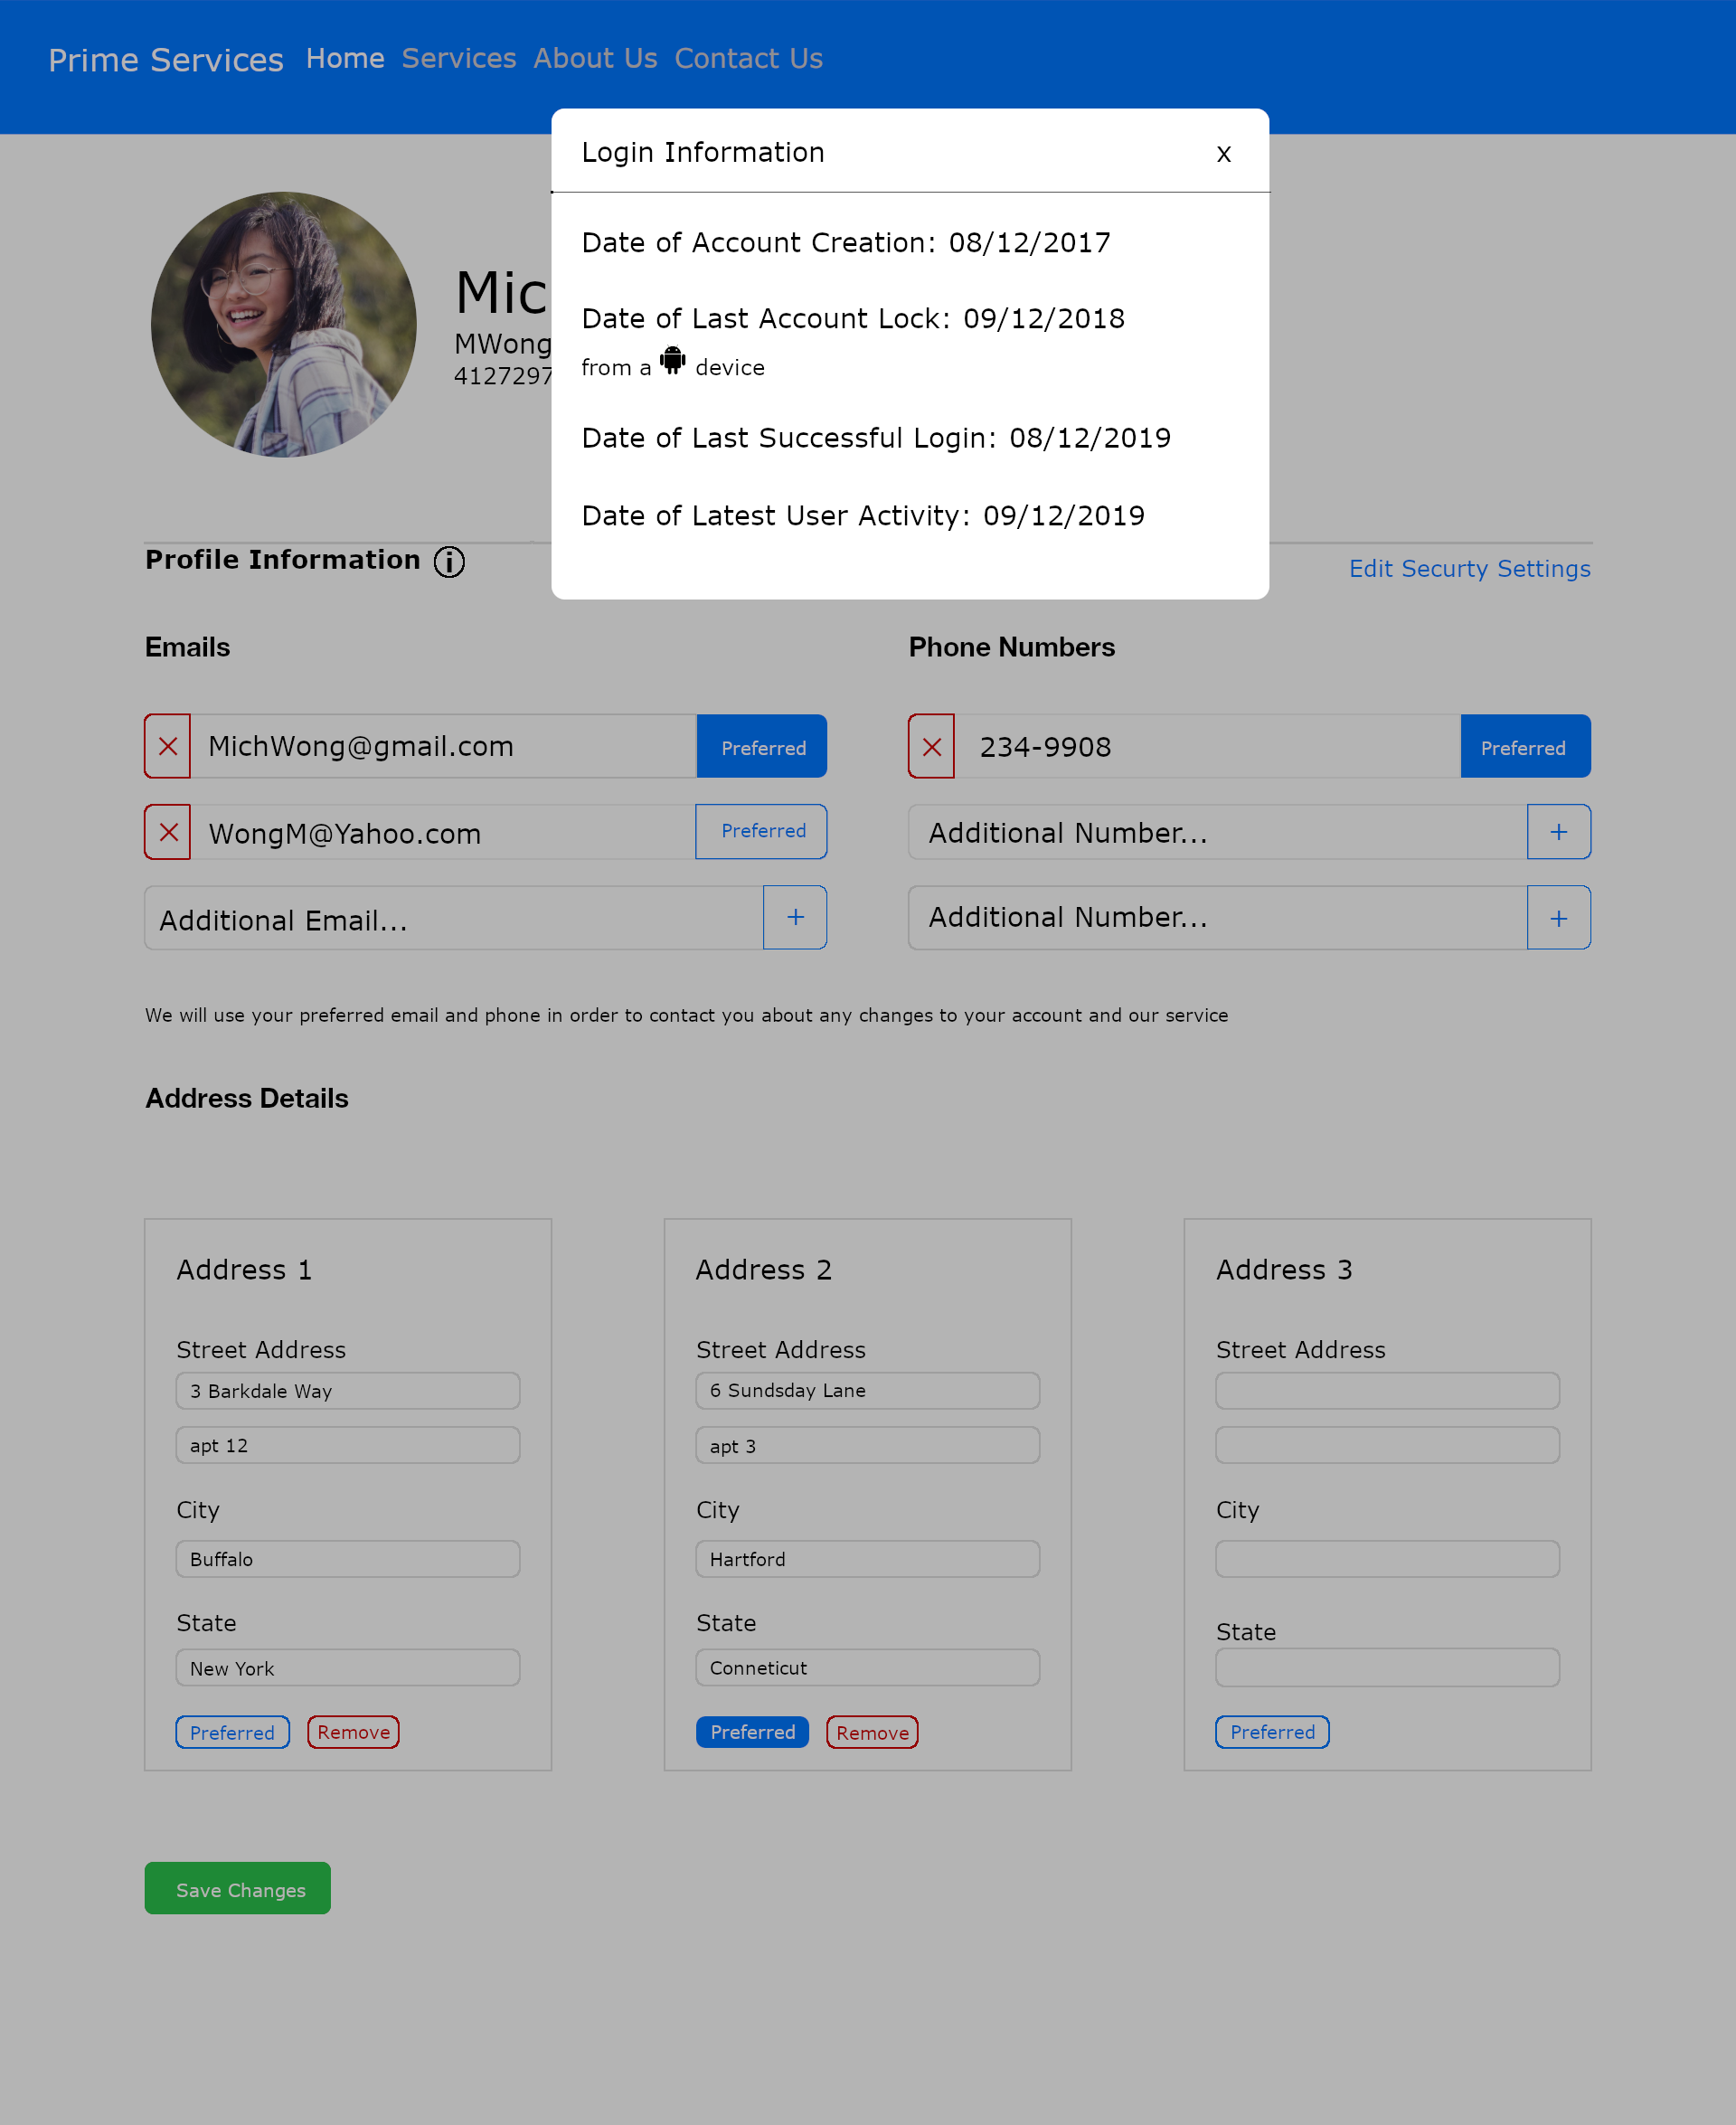 Prime Services Home Services About Us Contact Us
Login Information x
Date of Account Creation: 08/12/2017
Date of Last Account Lock: 09/12/2018
from a device
Date of Last Successful Login: 08/12/2019
Date of Latest User Activity: 09/12/2019
Mic
MWong
4127297
Profile Information i
Edit Securty Settings
Emails
Phone Numbers
MichWong@gmail.com Preferred
234-9908 Preferred
WongM@Yahoo.com Preferred
Additional Number... +
Additional Email... +
Additional Number... +
We will use your preferred email and phone in order to contact you about any changes to your account and our service
Address Details
Address 1
Street Address
3 Barkdale Way
apt 12
City
Buffalo
State
New York
Preferred Remove
Address 2
Street Address
6 Sundsday Lane
apt 3
City
Hartford
State
Conneticut
Preferred Remove
Address 3
Street Address
City
State
Preferred
Save Changes